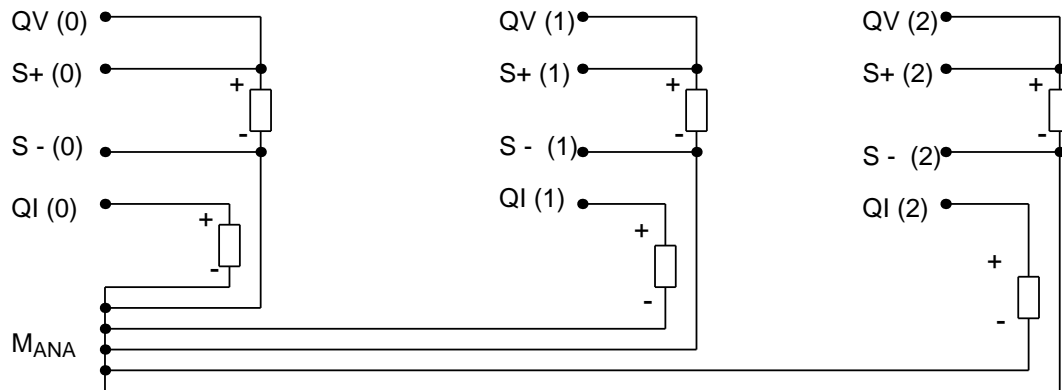 QV (0)
S+ (0)
+
-
S - (0)
QI (0)
+
-
MANA
QV (1)
S+ (1)
+
-
S - (1)
QI (1)
+
-
QV (2)
S+ (2)
+
-
S - (2)
QI (2)
+
-